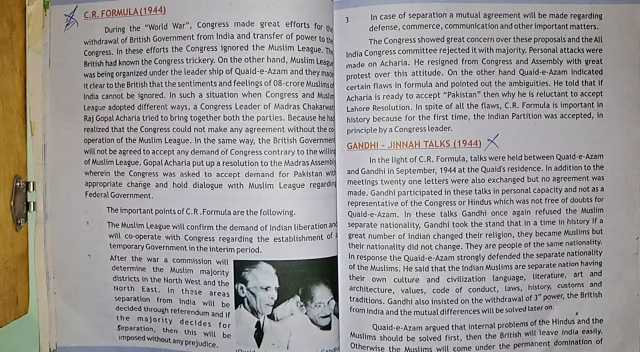 C.R. FORMULA (1944)
During the "World War", Congress made great efforts for the
withdrawal of British Government from India and transfer of power to the
Congress. In these efforts the Congress ignored the Muslim League. The
British had known the Congress trickery. On the other hand, Muslim League
was being organized under the leader ship of Quaid-e-Azam and they made
it clear to the British that the sentiments and feelings of 08-crore Muslims of
India cannot be ignored. In such a situation when Congress and Muslim
League adopted different ways, a Congress Leader of Madras Chakarwati
Raj Gopal Acharia tried to bring together both the parties. Because he had
realized that the Congress could not make any agreement without the co
operation of the Muslim League. In the same way, the British Government
will not be agreed to accept any demand of Congress contrary to the willing
of Muslim League. Gopal Acharia put up a resolution to the Madras Assembly
wherein the Congress was asked to accept demand for Pakistan with
appropriate change and hold dialogue with Muslim League regarding
Federal Government.
The important points of C.R .Formula are the following.
The Muslim League will confirm the demand of Indian liberation and
will co-operate with Congress regarding the establishment of
temporary Government in the interim period.
After the war a commission will
determine the Muslim majority
districts in the North West and the
North East. In these areas
separation from India will be
decided through referendum and if
the majority decides for
separation, then this will be
imposed without any prejudice.
3 In case of separation a mutual agreement will be made regarding
defense, commerce, communication and other important matters.
The Congress showed great concern over these proposals and the All
India Congress committee rejected it with majority. Personal attacks were
made on Acharia. He resigned from Congress and Assembly with great
protest over this attitude. On the other hand Quaid-e-Azam indicated
certain flaws in formula and pointed out the ambiguities. He told that if
Acharia is ready to accept "Pakistan" then why he is reluctant to accept
Lahore Resolution. In spite of all the flaws, C.R. Formula is important in
history because for the first time, the Indian Partition was accepted, in
principle by a Congress leader.
GANDHI - JINNAH TALKS (1944)
In the light of C.R. Formula, talks were held between Quaid-e-Azam
and Gandhi in September, 1944 at the Quaid's residence. In addition to the
meetings twenty one letters were also exchanged but no agreement was
made. Gandhi participated in these talks in personal capacity and not as a
representative of the Congress or Hindus which was not free of doubts for
Quaid-e-Azam. In these talks Gandhi once again refused the Muslim
separate nationality, Gandhi took the stand that in a time in history if a
great number of Indian changed their religion, they became Muslims but
their nationality did not change. They are people of the same nationality.
In response the Quaid-e-Azam strongly defended the separate nationality
of the Muslims. He said that the Indian Muslims are separate nation having
their own culture and civilization language, literature, art and
architecture, values, code of conduct, laws, history, customs and
traditions. Gandhi also insisted on the withdrawal of 3rd power, the British
from India and the mutual differences will be solved later on.
Quaid-e-Azam argued that internal problems of the Hindus and the
Muslims should be solved first, then the British will leave India easily.
Otherwise the Muslims will come under the permanent domination of